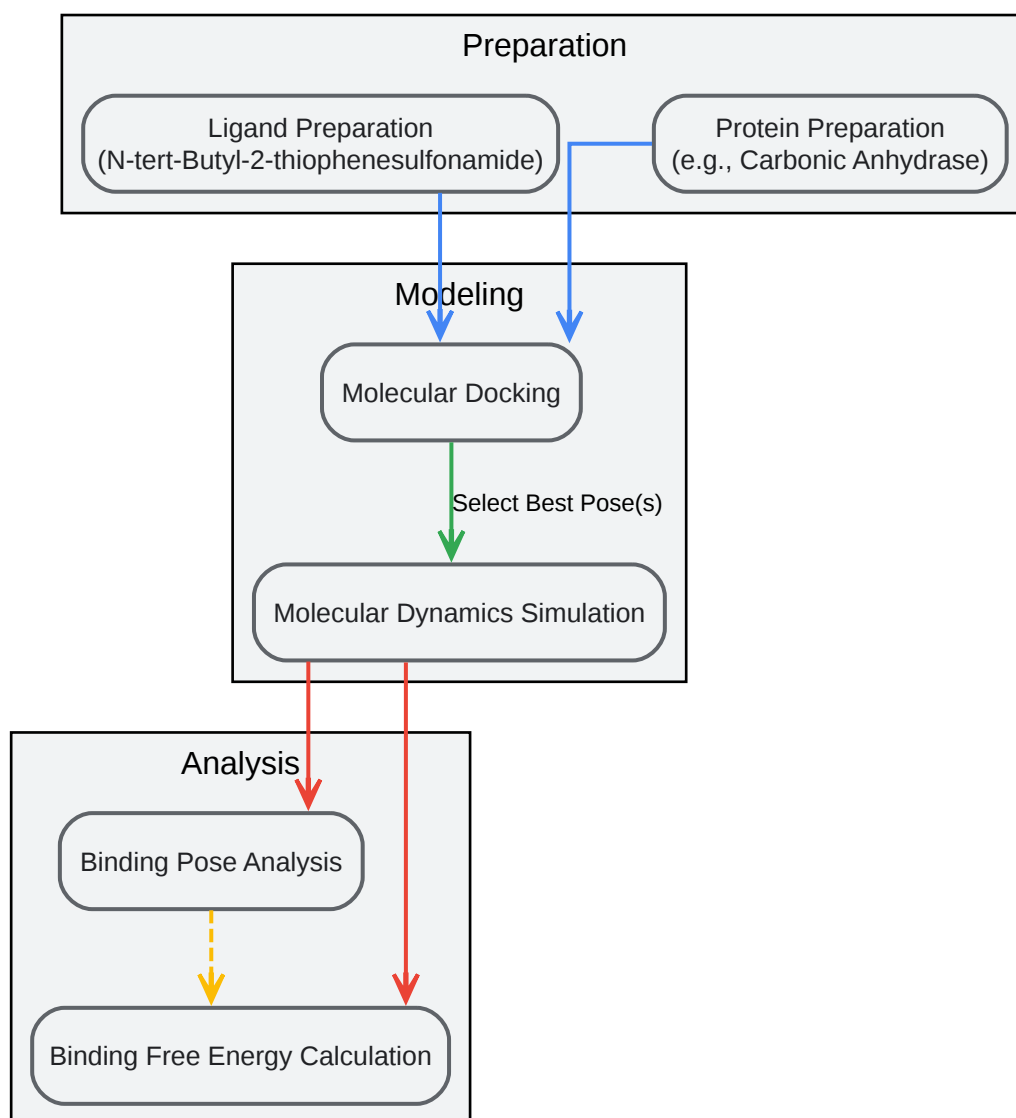 Preparation
Ligand Preparation
(N-tert-Butyl-2-thiophenesulfonamide)
Protein Preparation
(e.g., Carbonic Anhydrase)
Modeling
Molecular Docking
Select Best Pose(s)
Molecular Dynamics Simulation
Analysis
Binding Pose Analysis
Binding Free Energy Calculation